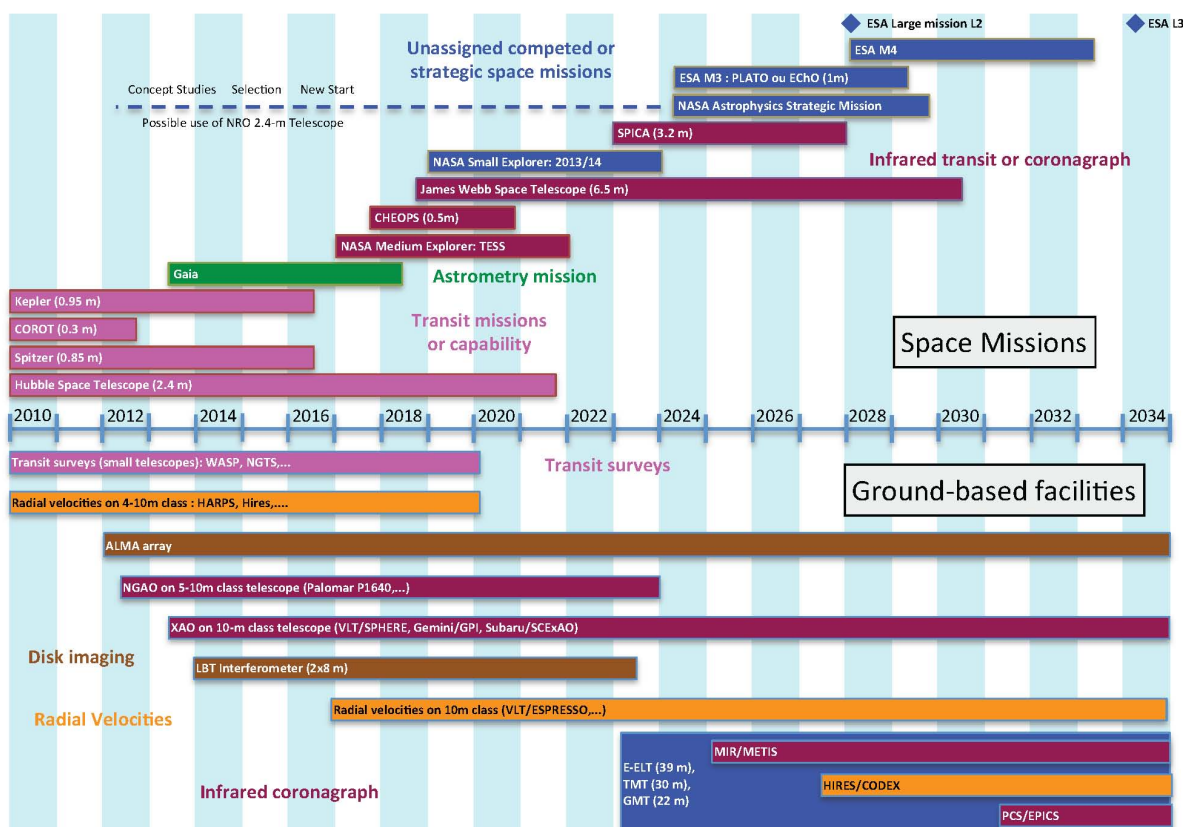 ESA Large mission L2
ESA L3
Unassigned competed or
strategic space missions
ESA M4
ESA M3 : PLATO ou EChO (1m)
Concept Studies Selection New Start
NASA Astrophysics Strategic Mission
Possible use of NRO 2.4-m Telescope
SPICA (3.2 m)
NASA Small Explorer: 2013/14
Infrared transit or coronagraph
James Webb Space Telescope (6.5 m)
CHEOPS (0.5m)
NASA Medium Explorer: TESS
Gaia
Astrometry mission
Kepler (0.95 m)
Transit missions
or capability
COROT (0.3 m)
Space Missions
Spitzer (0.85 m)
Hubble Space Telescope (2.4 m)
2010 2012 2014 2016 2018 2020 2022 2024 2026 2028 2030 2032 2034
Transit surveys (small telescopes): WASP, NGTS,...
Transit surveys
Ground-based facilities
Radial velocities on 4-10m class : HARPS, Hires,....
ALMA array
NGAO on 5-10m class telescope (Palomar P1640,...)
XAO on 10-m class telescope (VLT/SPHERE, Gemini/GPI, Subaru/SCExAO)
Disk imaging
LBT Interferometer (2x8 m)
Radial Velocities
Radial velocities on 10m class (VLT/ESPRESSO,...)
MIR/METIS
E-ELT (39 m),
TMT (30 m),
GMT (22 m)
HIRES/CODEX
Infrared coronagraph
PCS/EPICS